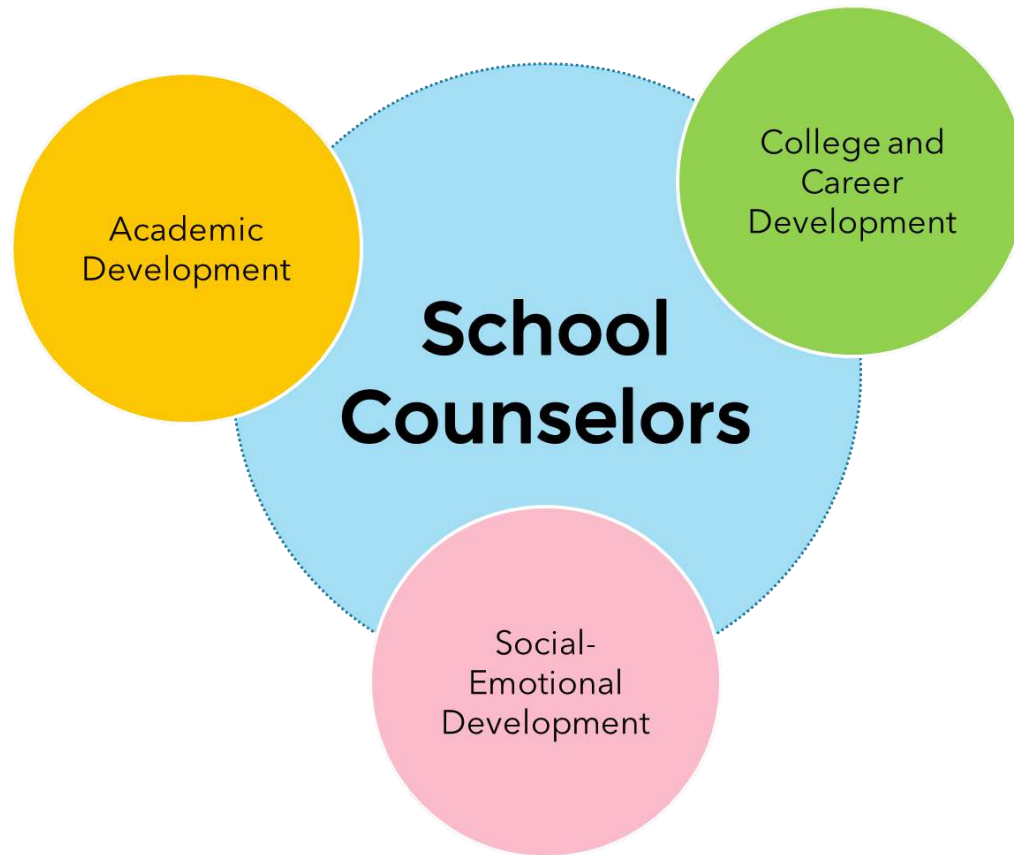 College and
Career
Development
Academic
Development
School
Counselors
Social-
Emotional
Development